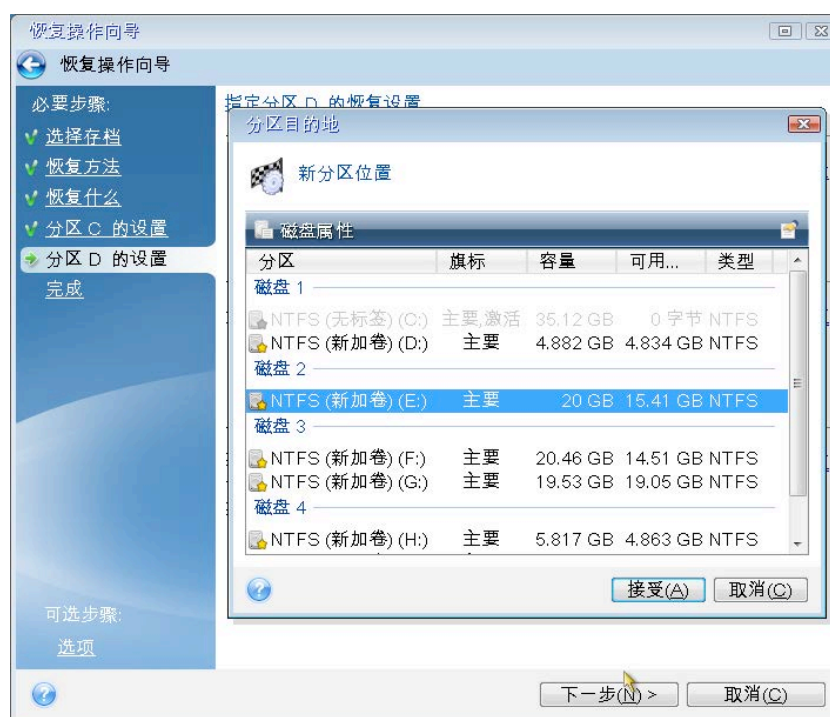 恢复操作向导
恢复操作向导
必要步骤:
选择存档
恢复方法
恢复什么
分区 C 的设置
分区 D 的设置
完成
可选步骤:
选项
指定分区 D 的恢复设置
分区目的地
新分区位置
磁盘属性
分区 旗标 容量 可用... 类型
磁盘 1
NTFS (无标签) (C:) 主要,激活 35.12 GB 0 字节 NTFS
NTFS (新加卷) (D:) 主要 4.882 GB 4.834 GB NTFS
磁盘 2
NTFS (新加卷) (E:) 主要 20 GB 15.41 GB NTFS
磁盘 3
NTFS (新加卷) (F:) 主要 20.46 GB 14.51 GB NTFS
NTFS (新加卷) (G:) 主要 19.53 GB 19.05 GB NTFS
磁盘 4
NTFS (新加卷) (H:) 主要 5.817 GB 4.863 GB NTFS
接受(A) 取消(C)
下一步(N) > 取消(C)